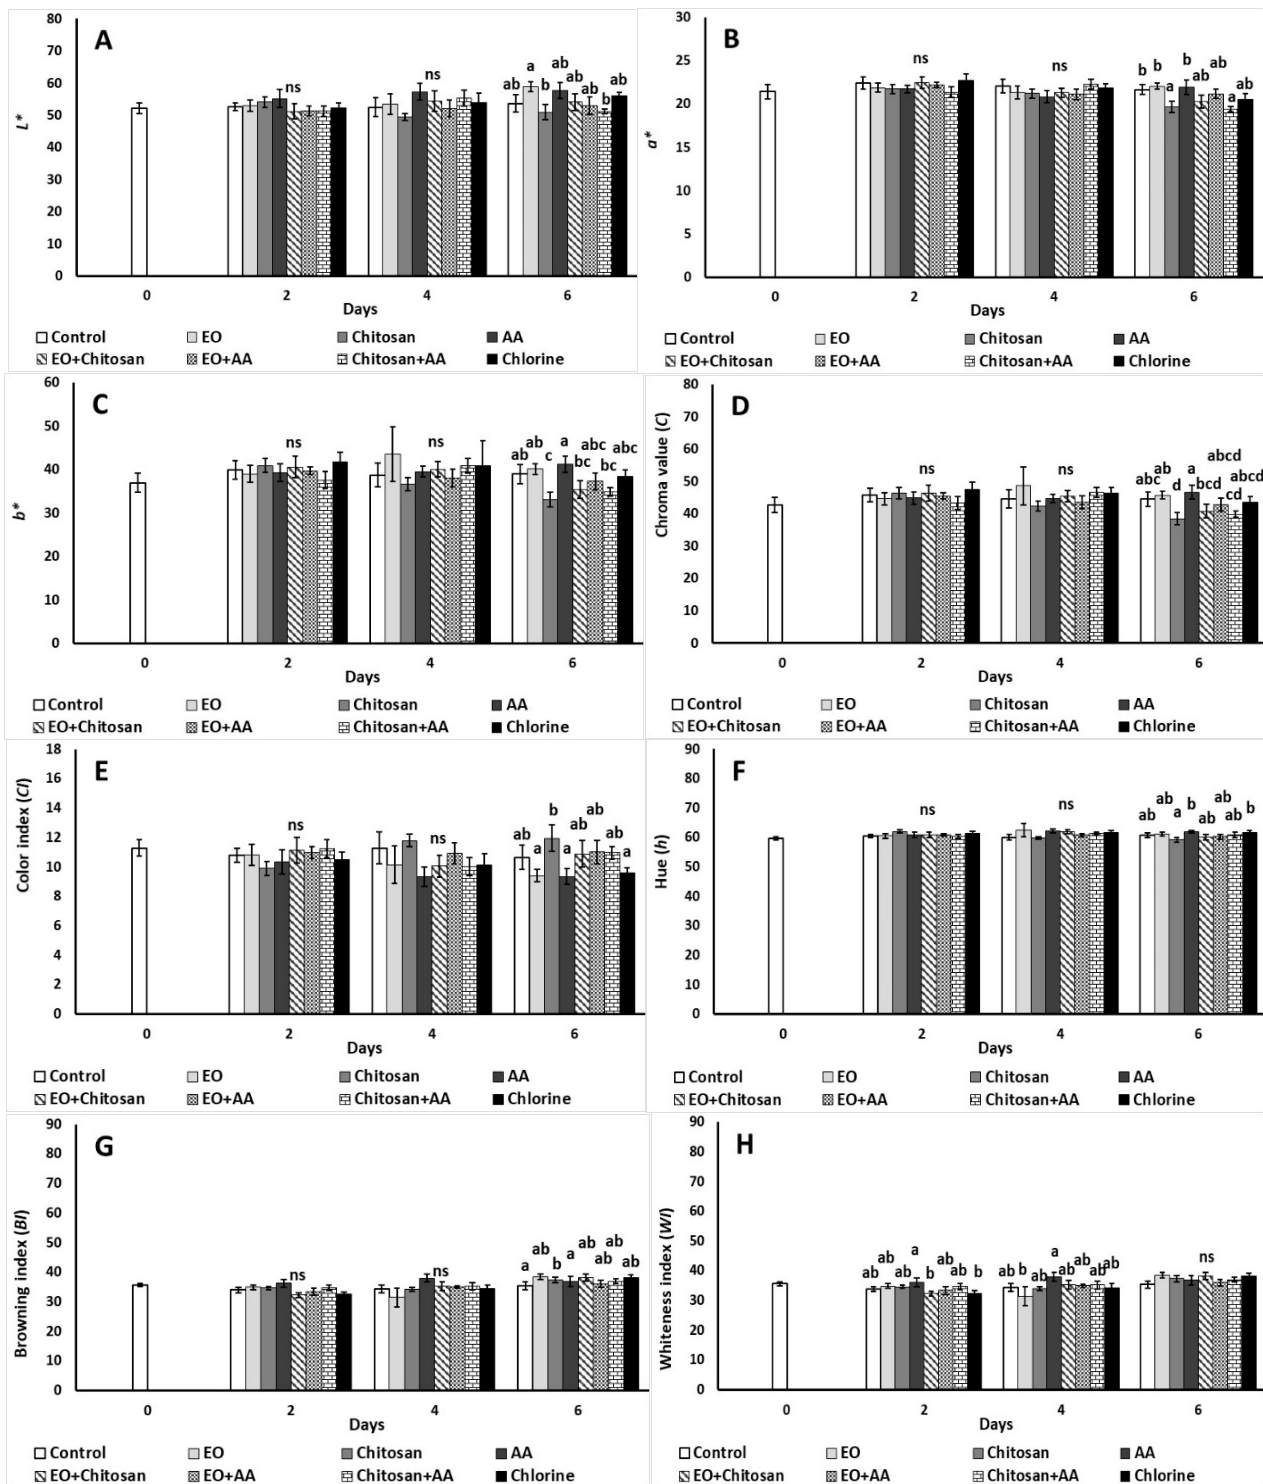 A
L*
80
70
60
50
40
30
20
10
0
ns
ns
ab
a
b
ab
ab
ab
b
ab
0 2 4 6
Days
Control EO Chitosan AA
EO+Chitosan EO+AA Chitosan+AA Chlorine
B
a*
30
25
20
15
10
5
0
ns
ns
b
b
a
b
ab
ab
a
ab
0 2 4 6
Days
Control EO Chitosan AA
EO+Chitosan EO+AA Chitosan+AA Chlorine
C
b*
60
50
40
30
20
10
0
ns
ns
ab
ab
c
a
bc
abc
bc
abc
0 2 4 6
Days
Control EO Chitosan AA
EO+Chitosan EO+AA Chitosan+AA Chlorine
D
Chroma value (C)
80
70
60
50
40
30
20
10
0
ns
ns
abc
ab
d
a
bcd
abcd
cd
abcd
0 2 4 6
Days
Control EO Chitosan AA
EO+Chitosan EO+AA Chitosan+AA Chlorine
E
Color index (CI)
18
16
14
12
10
8
6
4
2
0
ns
ns
ab
a
b
a
ab
ab
ab
a
0 2 4 6
Days
Control EO Chitosan AA
EO+Chitosan EO+AA Chitosan+AA Chlorine
F
Hue (h)
90
80
70
60
50
40
30
20
10
0
ns
ns
ab
ab
a
b
ab
ab
ab
b
0 2 4 6
Days
Control EO Chitosan AA
EO+Chitosan EO+AA Chitosan+AA Chlorine
G
Browning index (BI)
90
80
70
60
50
40
30
20
10
0
ns
ns
a
ab
b
a
ab
ab
ab
ab
0 2 4 6
Days
Control EO Chitosan AA
EO+Chitosan EO+AA Chitosan+AA Chlorine
H
Whiteness index (WI)
90
80
70
60
50
40
30
20
10
0
ab
ab
ab
a
b
ab
ab
b
ab
b
ab
a
ab
ab
ab
ab
ns
0 2 4 6
Days
Control EO Chitosan AA
EO+Chitosan EO+AA Chitosan+AA Chlorine